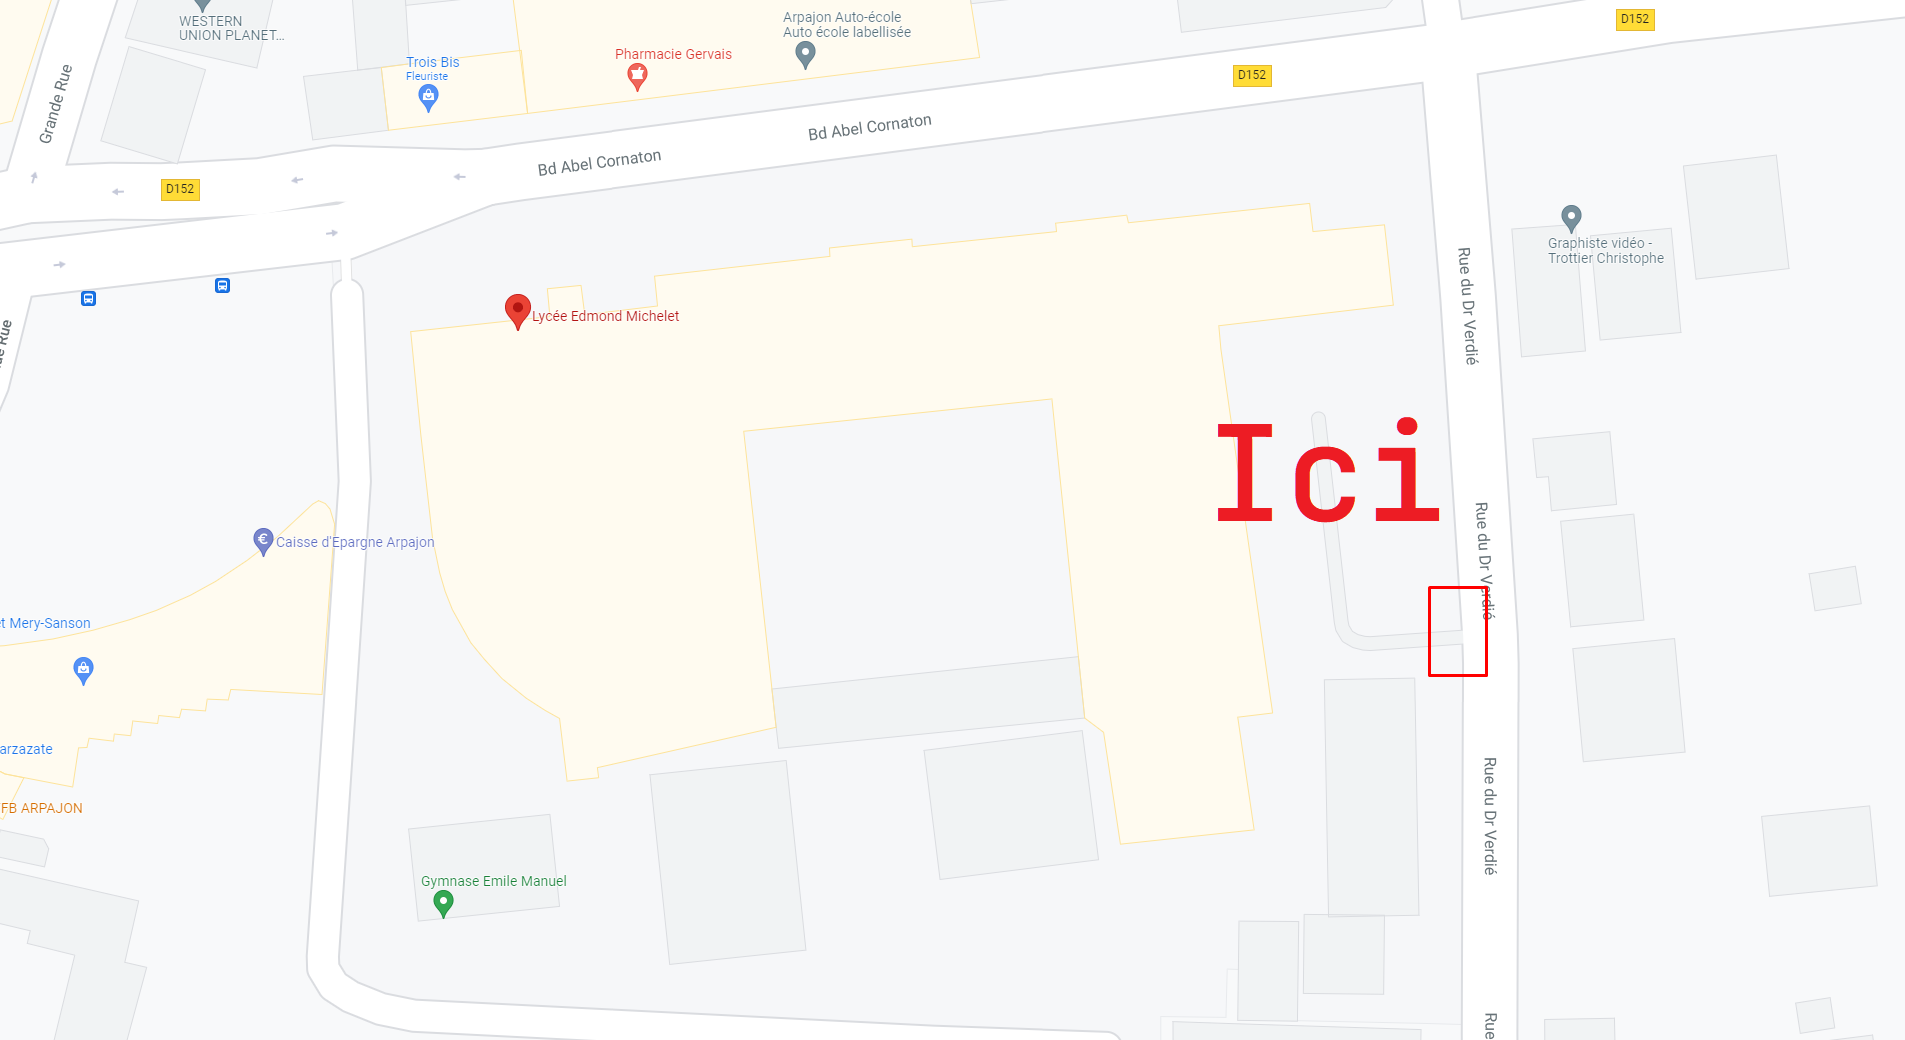 WESTERN
UNION PLANET...
Arpajon Auto-école
Auto école labellisée
D152
Trois Bis
Fleuriste
Pharmacie Gervais
D152
Grande Rue
Bd Abel Cornaton
Bd Abel Cornaton
D152
Graphiste vidéo -
Trottier Christophe
Rue du Dr Verdié
Lycée Edmond Michelet
Rue
Ici
€
Caisse d'Epargne Arpajon
Rue du Dr Verdié
t Mery-Sanson
arzazate
Rue du Dr Verdié
FB ARPAJON
Gymnase Emile Manuel
Rue